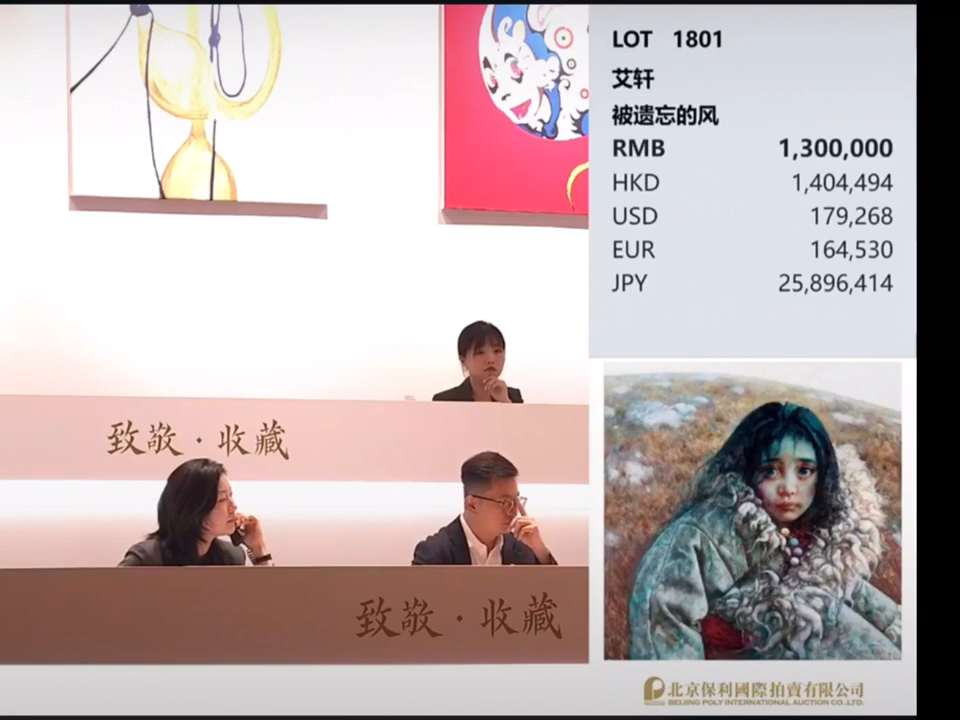 LOT 1801
艾轩
被遗忘的风
RMB 1,300,000
HKD 1,404,494
USD 179,268
EUR 164,530
JPY 25,896,414
致敬·收藏
致敬·收藏
北京保利國際拍賣有限公司
BEIJING POLY INTERNATIONAL AUCTION CO.,LTD.